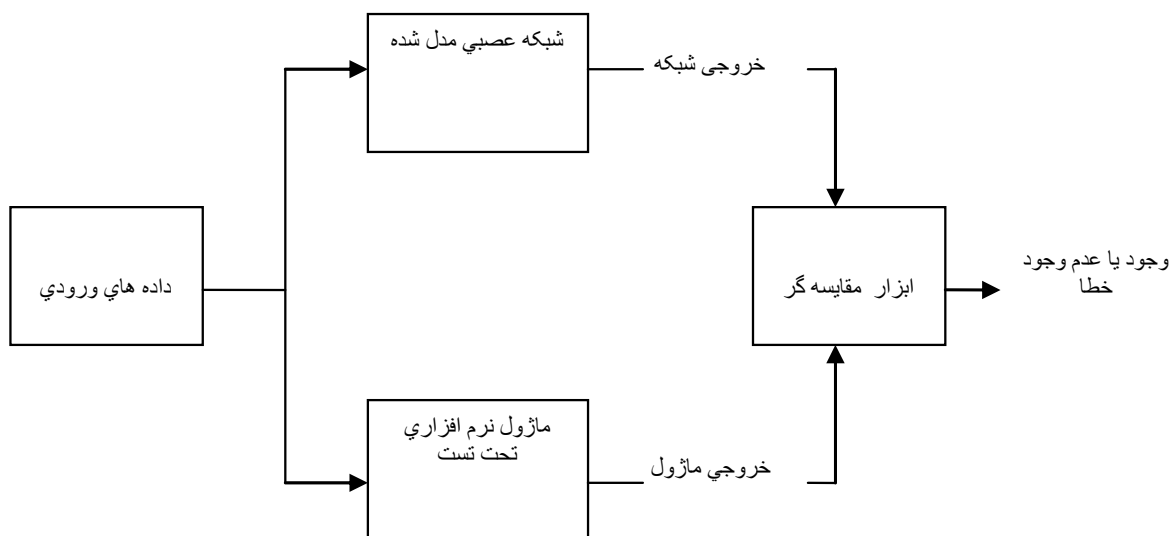 شبکه عصبي مدل شده
خروجی شبکه
داده هاي ورودي
ابزار مقايسه گر
وجود يا عدم وجود
خطا
ماژول نرم افزاري
تحت تست
خروجي ماژول